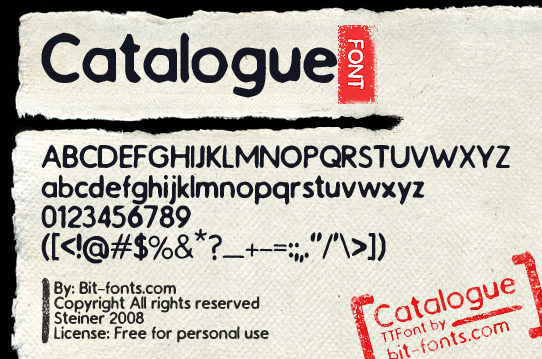 Catalogue
FONT
ABCDEFGHIJKLMNOPQRSTUVWXYZ
abcdefghijklmnopqrstuvwxyz
0123456789
([<!@#$%&*?_+-=:;,."/'\>])
By: Bit-fonts.com
Copyright All rights reserved
Steiner 2008
License: Free for personal use
[Catalogue]
TTFont by
bit-fonts.com